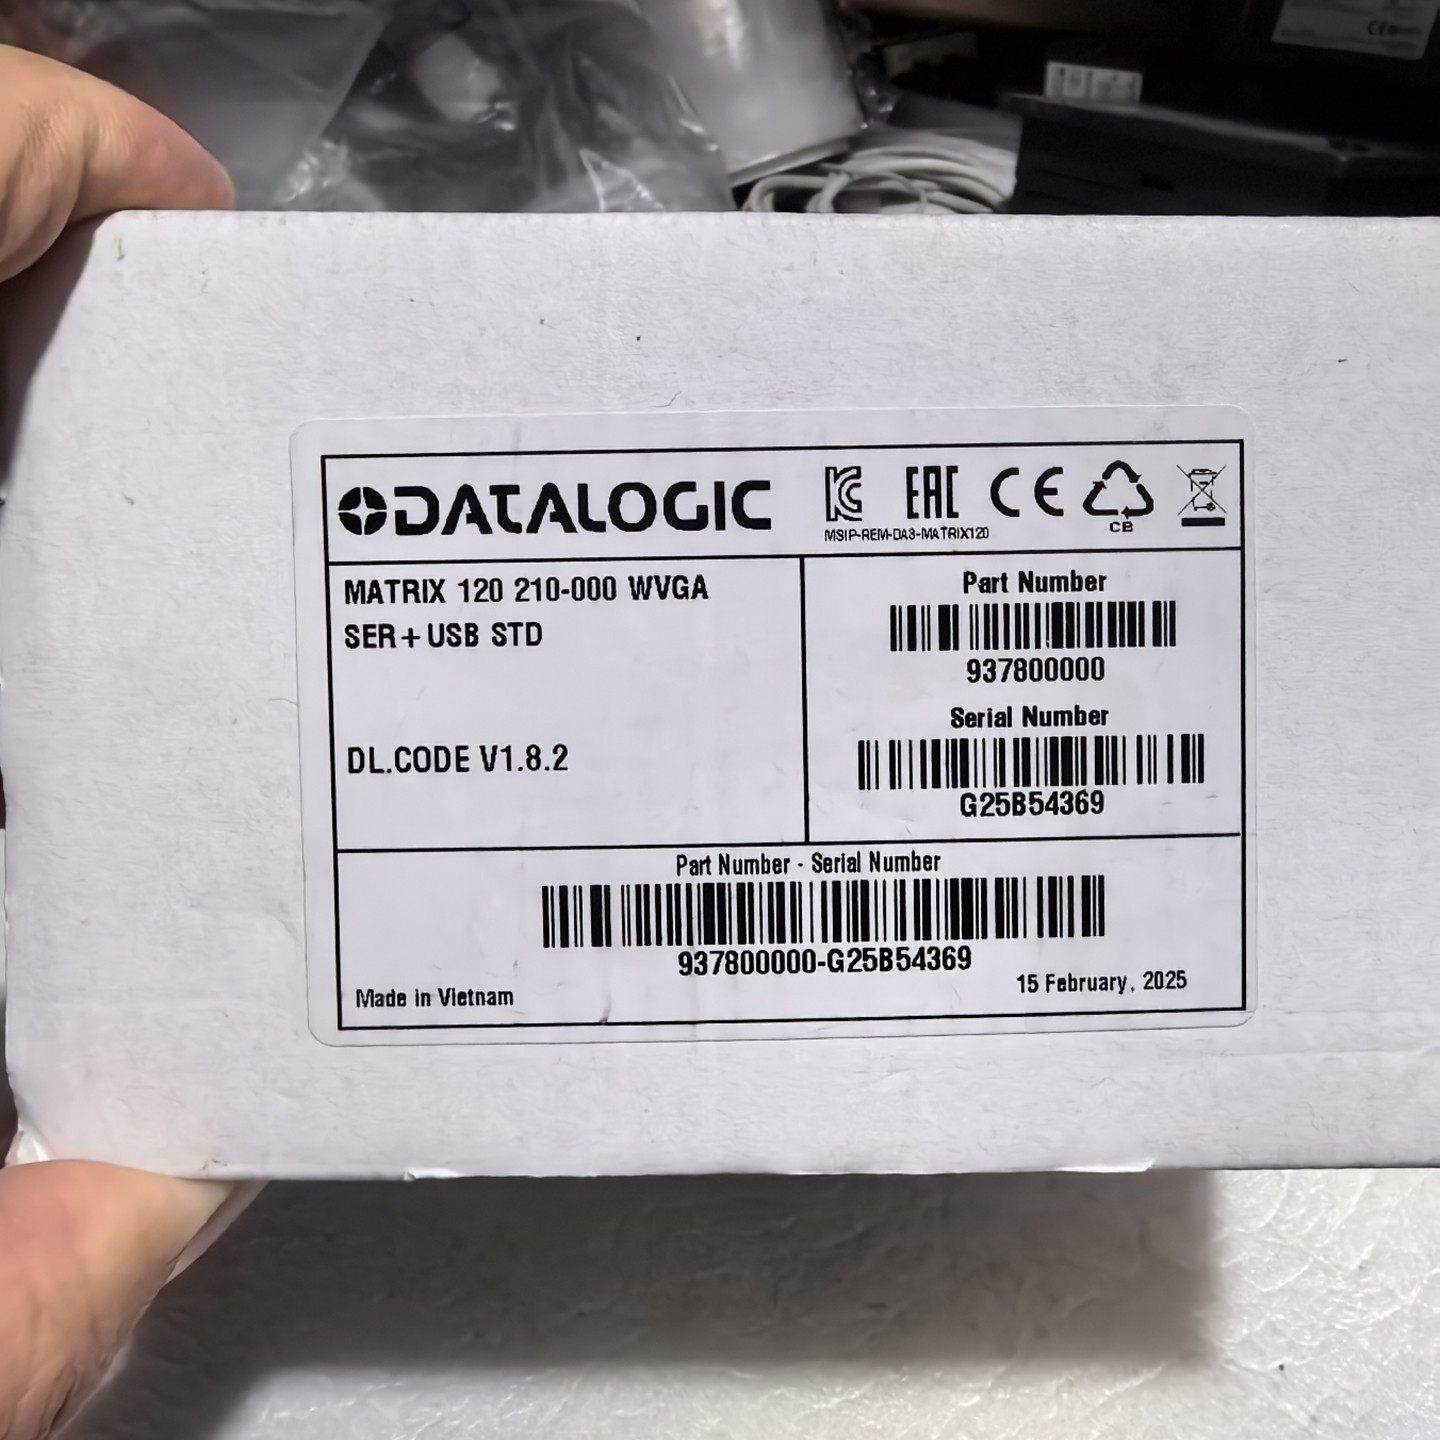 DATALOGIC
EAC CE
MSIP-REM-DA3-MATRIX120
CB
MATRIX 120 210-000 WVGA
SER+USB STD
DL.CODE V1.8.2
Part Number
937800000
Serial Number
G25B54369
Part Number - Serial Number
937800000-G25B54369
Made in Vietnam
15 February, 2025